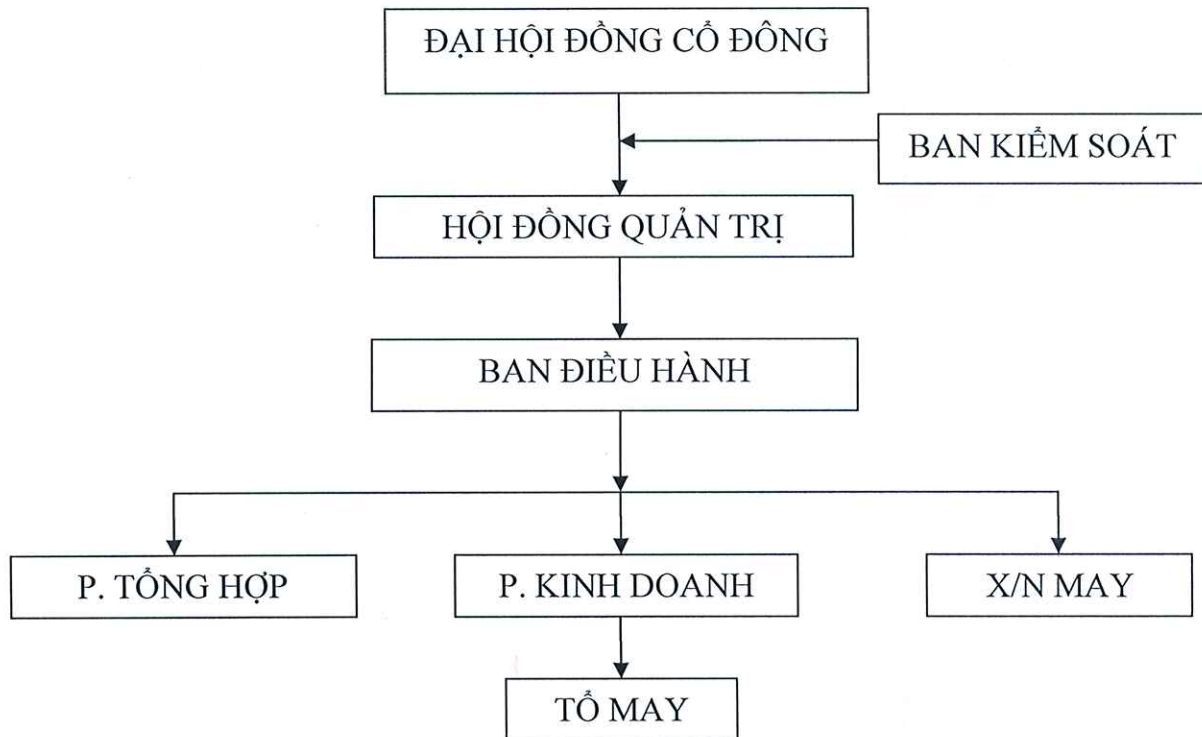 ĐẠI HỘI ĐỒNG CỔ ĐÔNG
BAN KIỂM SOÁT
HỘI ĐỒNG QUẢN TRỊ
BAN ĐIỀU HÀNH
P. TỔNG HỢP
P. KINH DOANH
X/N MAY
TỔ MAY